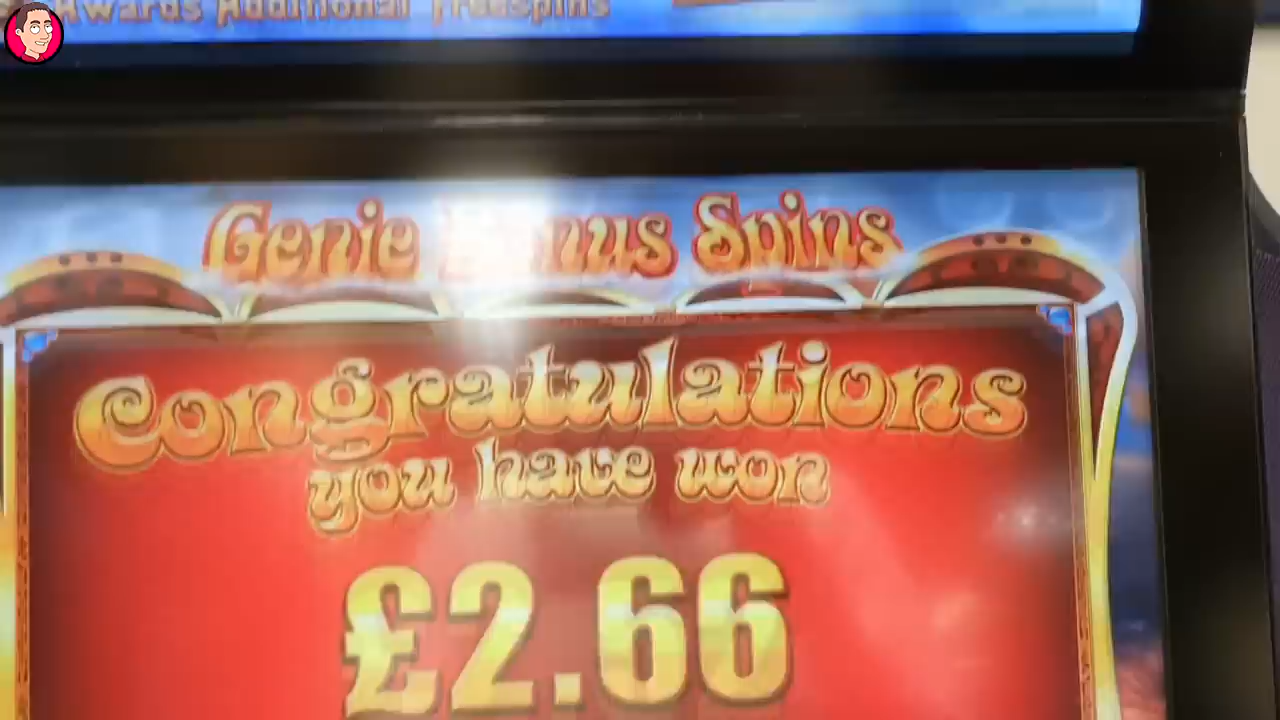 Awards Additional Freespins
Genie Bonus Spins
Congratulations
you have won
£2.66